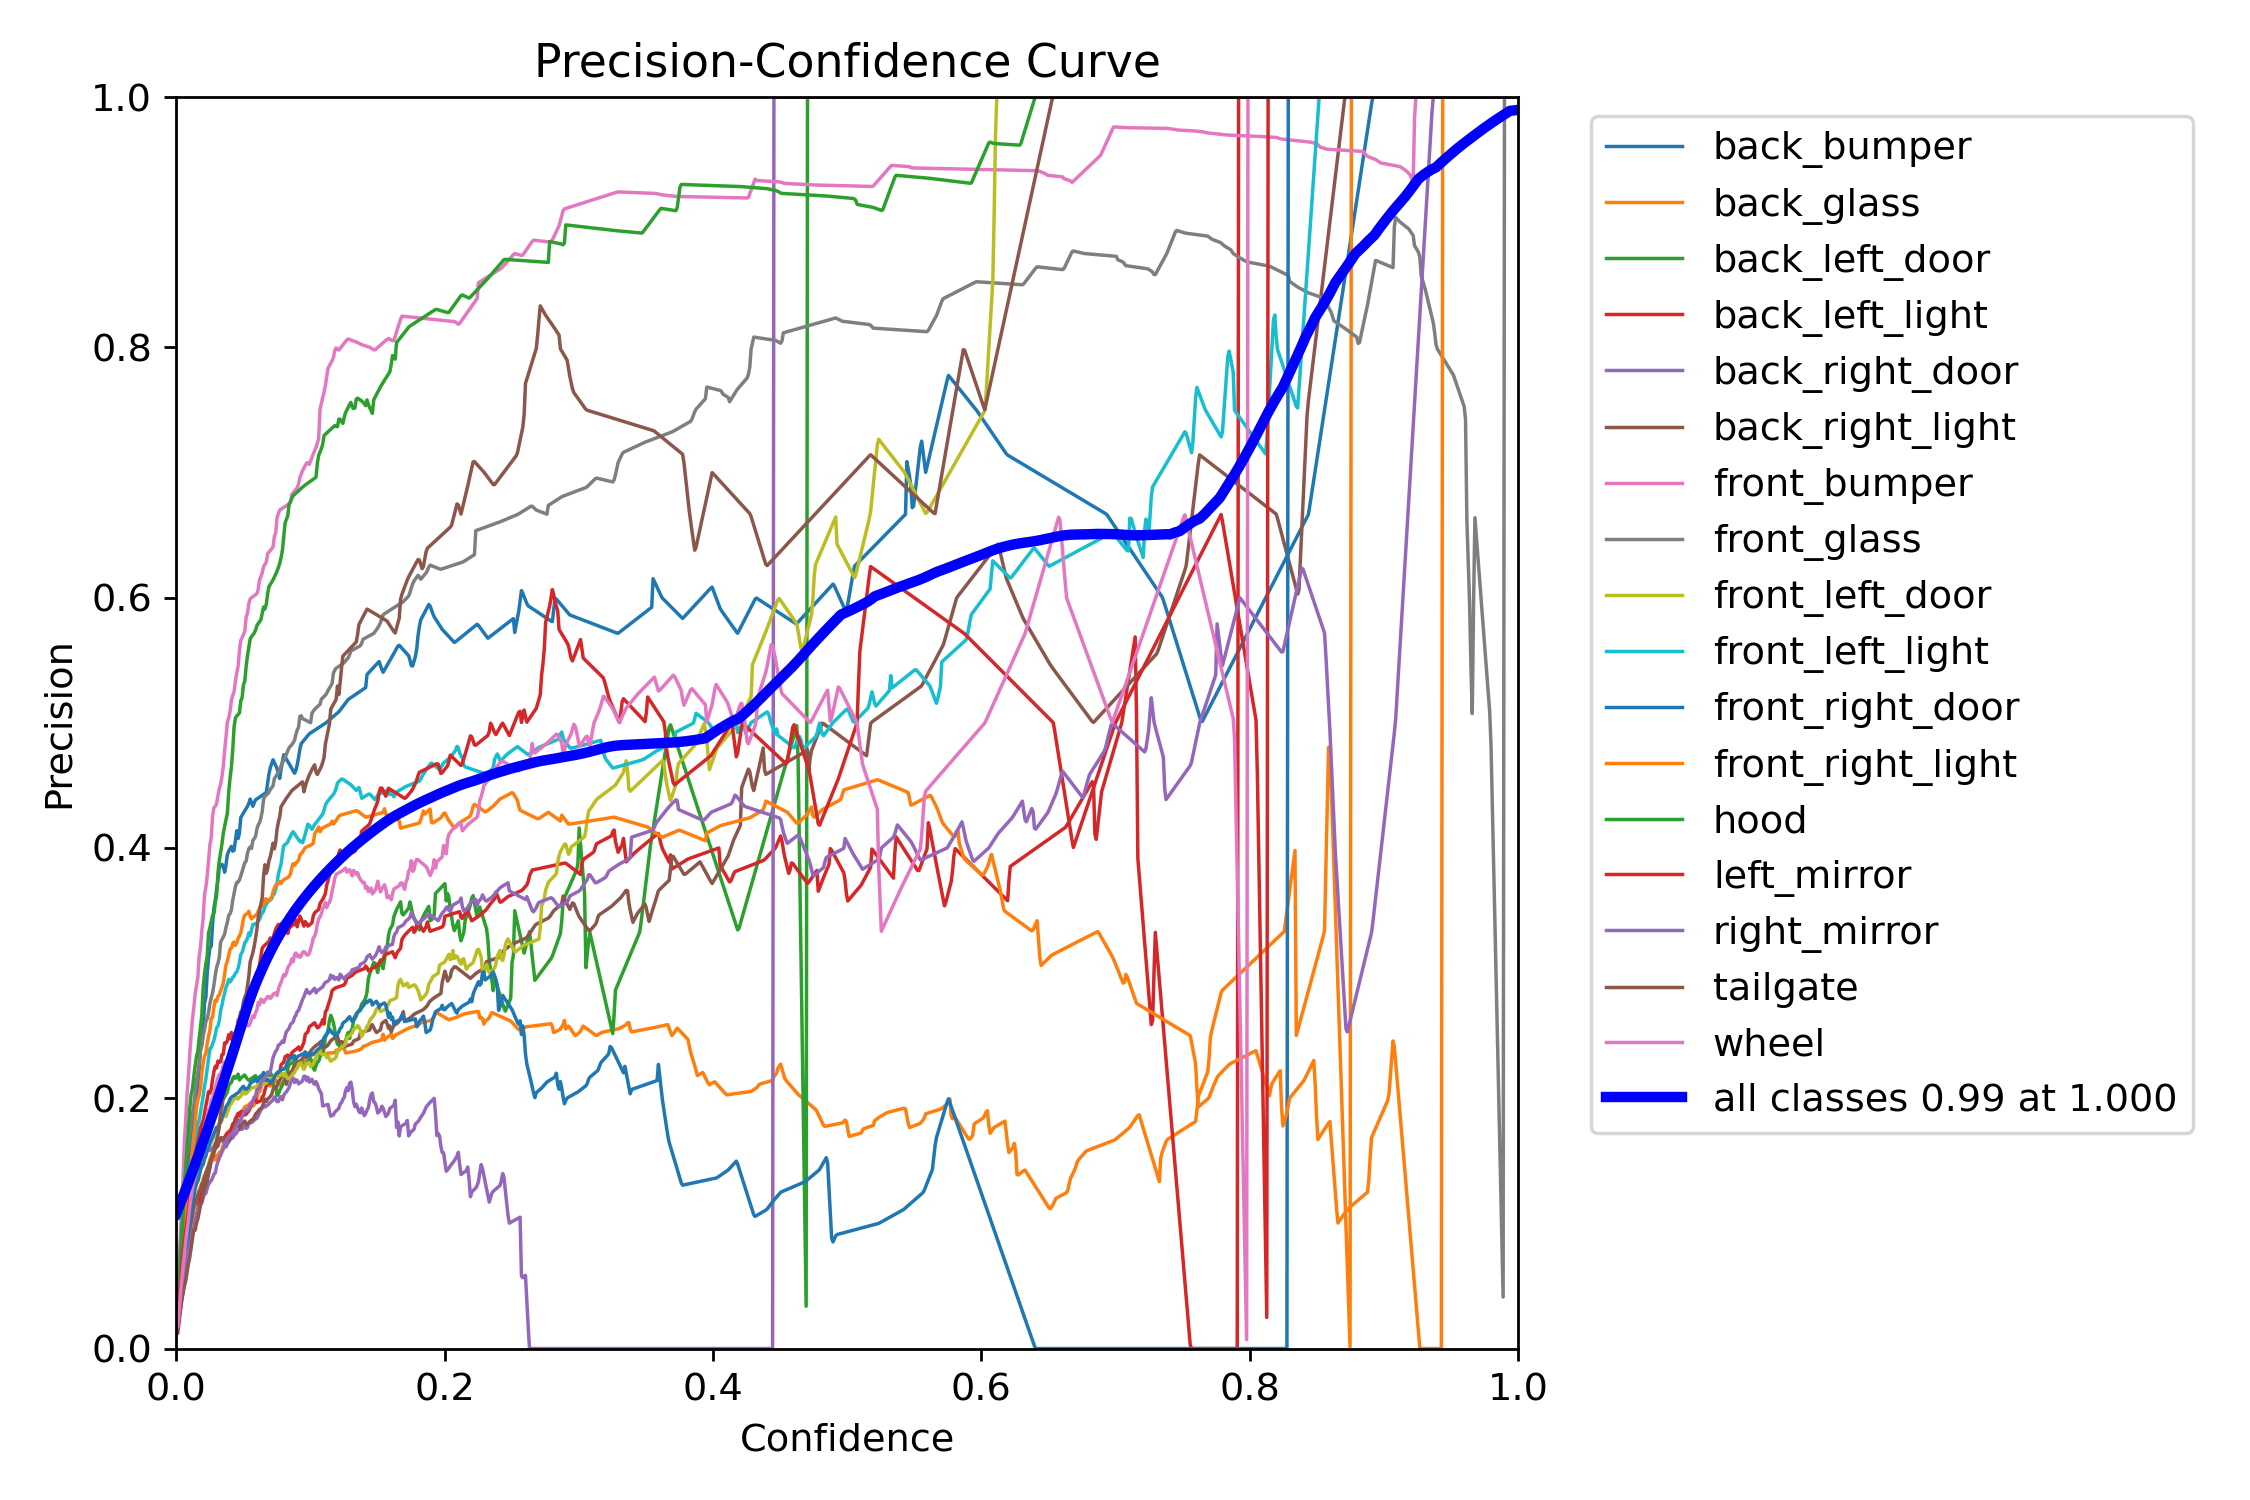 Precision-Confidence Curve
1.0
0.8
0.6
0.4
0.2
0.0
Precision
0.0 0.2 0.4 0.6 0.8 1.0
Confidence
back_bumper
back_glass
back_left_door
back_left_light
back_right_door
back_right_light
front_bumper
front_glass
front_left_door
front_left_light
front_right_door
front_right_light
hood
left_mirror
right_mirror
tailgate
wheel
all classes 0.99 at 1.000